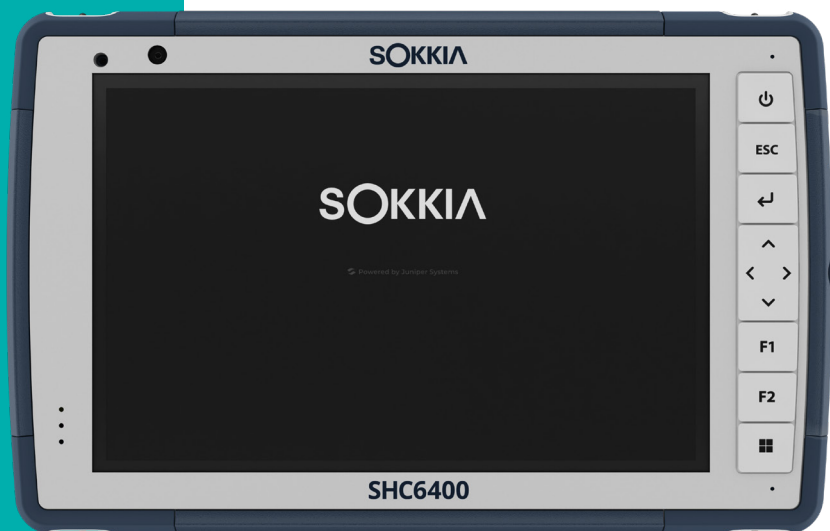 SOKKIA
SOKKIA
Powered by Juniper Systems
ESC
F1
F2
SHC6400